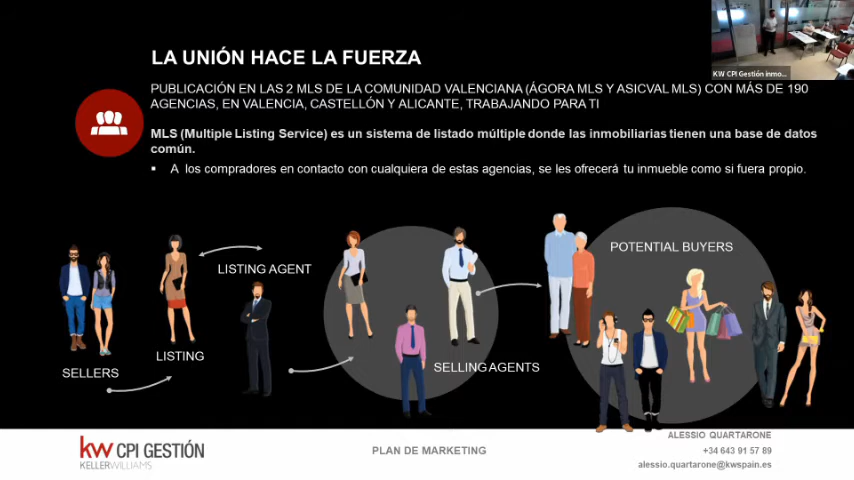 KW CPI Gestión inmo...
LA UNIÓN HACE LA FUERZA
PUBLICACIÓN EN LAS 2 MLS DE LA COMUNIDAD VALENCIANA (ÁGORA MLS Y ASICVAL MLS) CON MÁS DE 190
AGENCIAS, EN VALENCIA, CASTELLÓN Y ALICANTE, TRABAJANDO PARA TI
MLS (Multiple Listing Service) es un sistema de listado múltiple donde las inmobiliarias tienen una base de datos
común.
▪ A los compradores en contacto con cualquiera de estas agencias, se les ofrecerá tu inmueble como si fuera propio.
POTENTIAL BUYERS
LISTING AGENT
LISTING
SELLERS
SELLING AGENTS
kw CPI GESTIÓN
KELLERWILLIAMS
PLAN DE MARKETING
ALESSIO QUARTARONE
+34 643 91 57 89
alessio.quartarone@kwspain.es